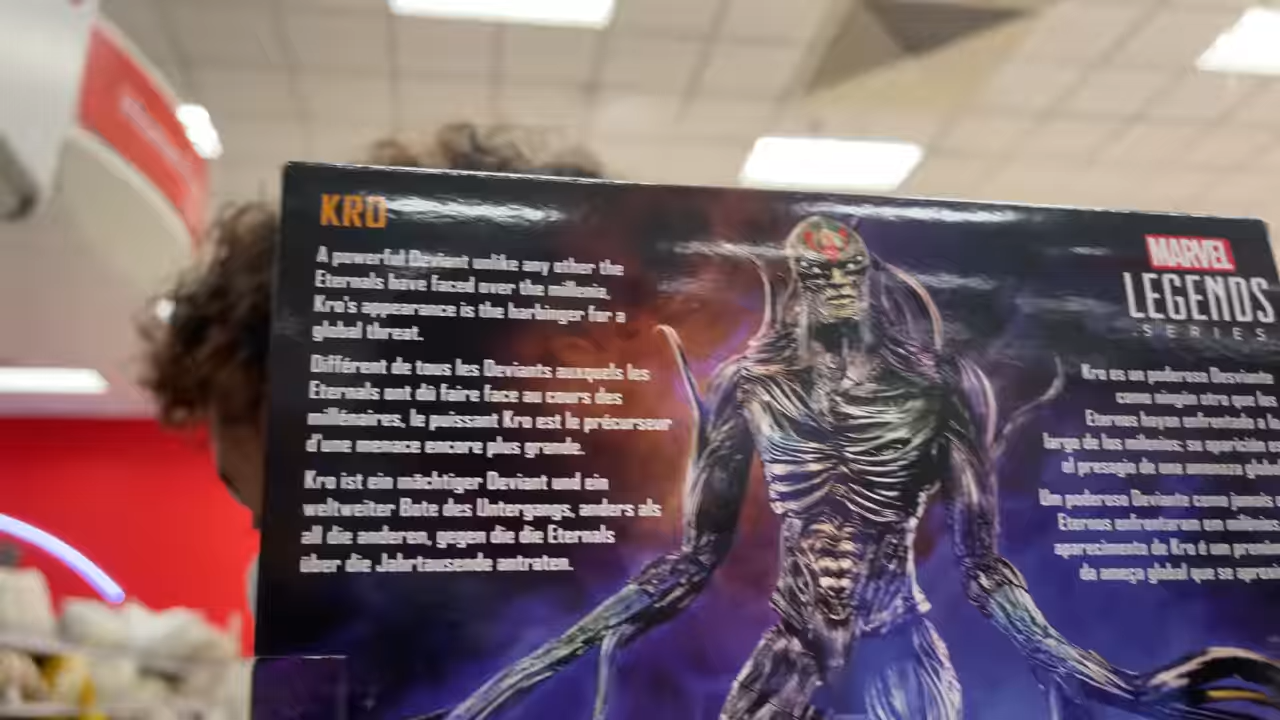 KRO
A powerful Deviant unlike any other the
Eternals have faced over the millenia,
Kro's appearance is the harbinger for a
global threat.
Différent de tous les Deviants auxquels les
Eternals ont dû faire face au cours des
millénaires, le puissant Kro est le précurseur
d'une menace encore plus grande.
Kro ist ein mächtiger Deviant und ein
weltweiter Bote des Untergangs, anders als
all die anderen, gegen die die Eternals
über die Jahrtausende antraten.
MARVEL
LEGENDS
SERIES
Kro es un poderoso Desviante
como ningún otro que los
Eternos hayan enfrentado a lo
largo de los milenios; su aparición es
el presagio de una amenaza global
Um poderoso Deviante como jamais
Eternos enfrentaram em milênios
aparecimento de Kro é um
da ameaça global que se